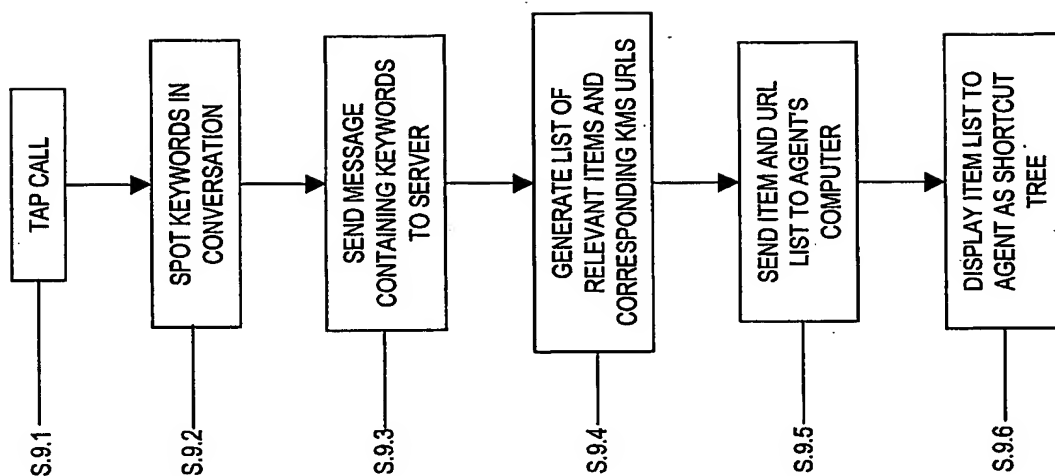 S.9.1
TAP CALL
S.9.2
SPOT KEYWORDS IN
CONVERSATION
S.9.3
SEND MESSAGE
CONTAINING KEYWORDS
TO SERVER
S.9.4
GENERATE LIST OF
RELEVANT ITEMS AND
CORRESPONDING KMS URLS
S.9.5
SEND ITEM AND URL
LIST TO AGENT'S
COMPUTER
S.9.6
DISPLAY ITEM LIST TO
AGENT AS SHORTCUT
TREE